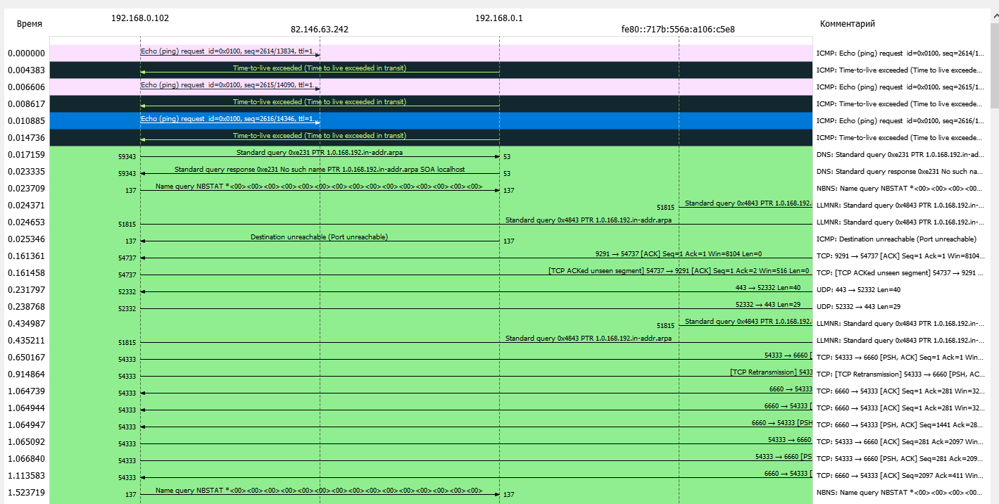 192.168.0.102 192.168.0.1
Время 82.146.63.242 fe80::717b:556a:a106:c5e8 Комментарий
0.000000 Echo (ping) request id=0x0100, seq=2614/13834, ttl=1... ICMP: Echo (ping) request id=0x0100, seq=2614/1...
0.004383 Time-to-live exceeded (Time to live exceeded in transit) ICMP: Time-to-live exceeded (Time to live exceede...
0.006606 Echo (ping) request id=0x0100, seq=2615/14090, ttl=1... ICMP: Echo (ping) request id=0x0100, seq=2615/1...
0.008617 Time-to-live exceeded (Time to live exceeded in transit) ICMP: Time-to-live exceeded (Time to live exceede...
0.010885 Echo (ping) request id=0x0100, seq=2616/14346, ttl=1... ICMP: Echo (ping) request id=0x0100, seq=2616/1...
0.014736 Time-to-live exceeded (Time to live exceeded in transit) ICMP: Time-to-live exceeded (Time to live exceede...
0.017159 59343 Standard query 0xe231 PTR 1.0.168.192.in-addr.arpa 53 DNS: Standard query 0xe231 PTR 1.0.168.192.in-ad...
0.023335 59343 Standard query response 0xe231 No such name PTR 1.0.168.192.in-addr.arpa SOA localhost 53 DNS: Standard query response 0xe231 No such na...
0.023709 137 Name query NBSTAT *<00><00><00><00><00><00><00><00><00><00><00><00><00><00><00> 137 NBNS: Name query NBSTAT *<00><00><00><00...
0.024371 51815 Standard query 0x4843 PTR 1.0.168.192. LLMNR: Standard query 0x4843 PTR 1.0.168.192.in-...
0.024653 51815 Standard query 0x4843 PTR 1.0.168.192.in-addr.arpa LLMNR: Standard query 0x4843 PTR 1.0.168.192.in-...
0.025346 137 Destination unreachable (Port unreachable) 137 ICMP: Destination unreachable (Port unreachable)
0.161361 54737 9291 → 54737 [ACK] Seq=1 Ack=1 Win=8104 Len=0 TCP: 9291 → 54737 [ACK] Seq=1 Ack=1 Win=8104...
0.161458 54737 [TCP ACKed unseen segment] 54737 → 9291 [ACK] Seq=1 Ack=2 Win=516 Len=0 TCP: [TCP ACKed unseen segment] 54737 → 9291 ...
0.231797 52332 443 → 52332 Len=40 UDP: 443 → 52332 Len=40
0.238768 52332 52332 → 443 Len=29 UDP: 52332 → 443 Len=29
0.434987 51815 Standard query 0x4843 PTR 1.0.168.192. LLMNR: Standard query 0x4843 PTR 1.0.168.192.in-...
0.435211 51815 Standard query 0x4843 PTR 1.0.168.192.in-addr.arpa LLMNR: Standard query 0x4843 PTR 1.0.168.192.in-...
0.650167 54333 54333 → 6660 [ TCP: 54333 → 6660 [PSH, ACK] Seq=1 Ack=1 Win...
0.914864 54333 [TCP Retransmission] 5433 TCP: [TCP Retransmission] 54333 → 6660 [PSH, AC...
1.064739 54333 6660 → 54333 TCP: 6660 → 54333 [ACK] Seq=1 Ack=281 Win=32...
1.064944 54333 6660 → 54333 [ TCP: 6660 → 54333 [ACK] Seq=1 Ack=281 Win=32...
1.064947 54333 6660 → 54333 [PSH TCP: 6660 → 54333 [PSH, ACK] Seq=1441 Ack=28...
1.065092 54333 54333 → 6660 TCP: 54333 → 6660 [ACK] Seq=281 Ack=2097 Win...
1.066840 54333 54333 → 6660 [PS TCP: 54333 → 6660 [PSH, ACK] Seq=281 Ack=209...
1.113583 54333 6660 → 54333 [ TCP: 6660 → 54333 [ACK] Seq=2097 Ack=411 Win...
1.523719 137 Name query NBSTAT *<00><00><00><00><00><00><00><00><00><00><00><00><00><00><00> 137 NBNS: Name query NBSTAT *<00><00><00><00...